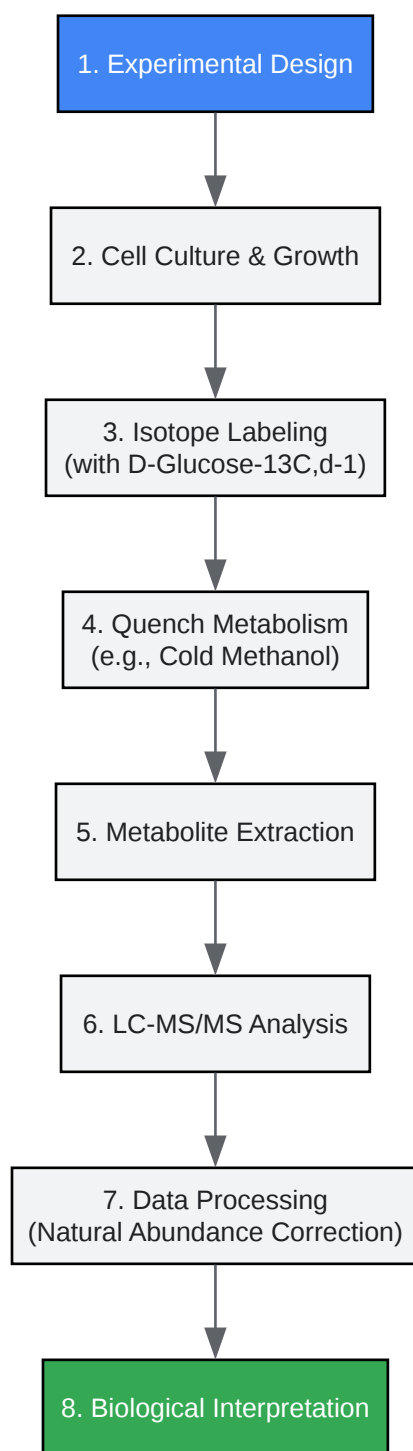 1. Experimental Design
2. Cell Culture & Growth
3. Isotope Labeling
(with D-Glucose-13C,d-1)
4. Quench Metabolism
(e.g., Cold Methanol)
5. Metabolite Extraction
6. LC-MS/MS Analysis
7. Data Processing
(Natural Abundance Correction)
8. Biological Interpretation